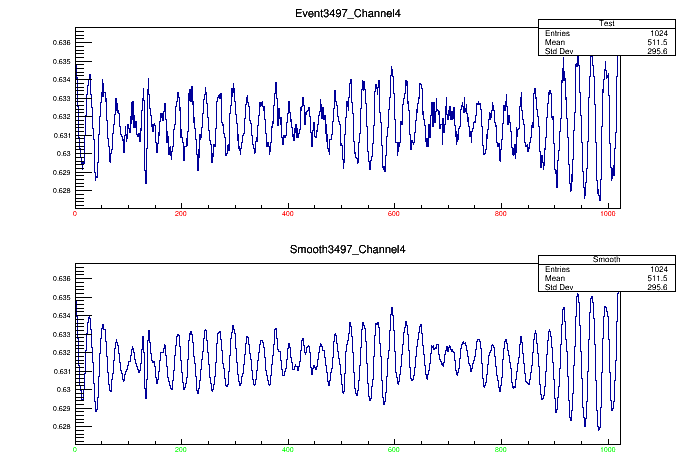 Event3497_Channel4
Test
Entries 1024
Mean 511.5
Std Dev 295.6
0.636
0.635
0.634
0.633
0.632
0.631
0.63
0.629
0.628
0 200 400 600 800 1000
Smooth3497_Channel4
Smooth
Entries 1024
Mean 511.5
Std Dev 295.6
0.636
0.635
0.634
0.633
0.632
0.631
0.63
0.629
0.628
0 200 400 600 800 1000